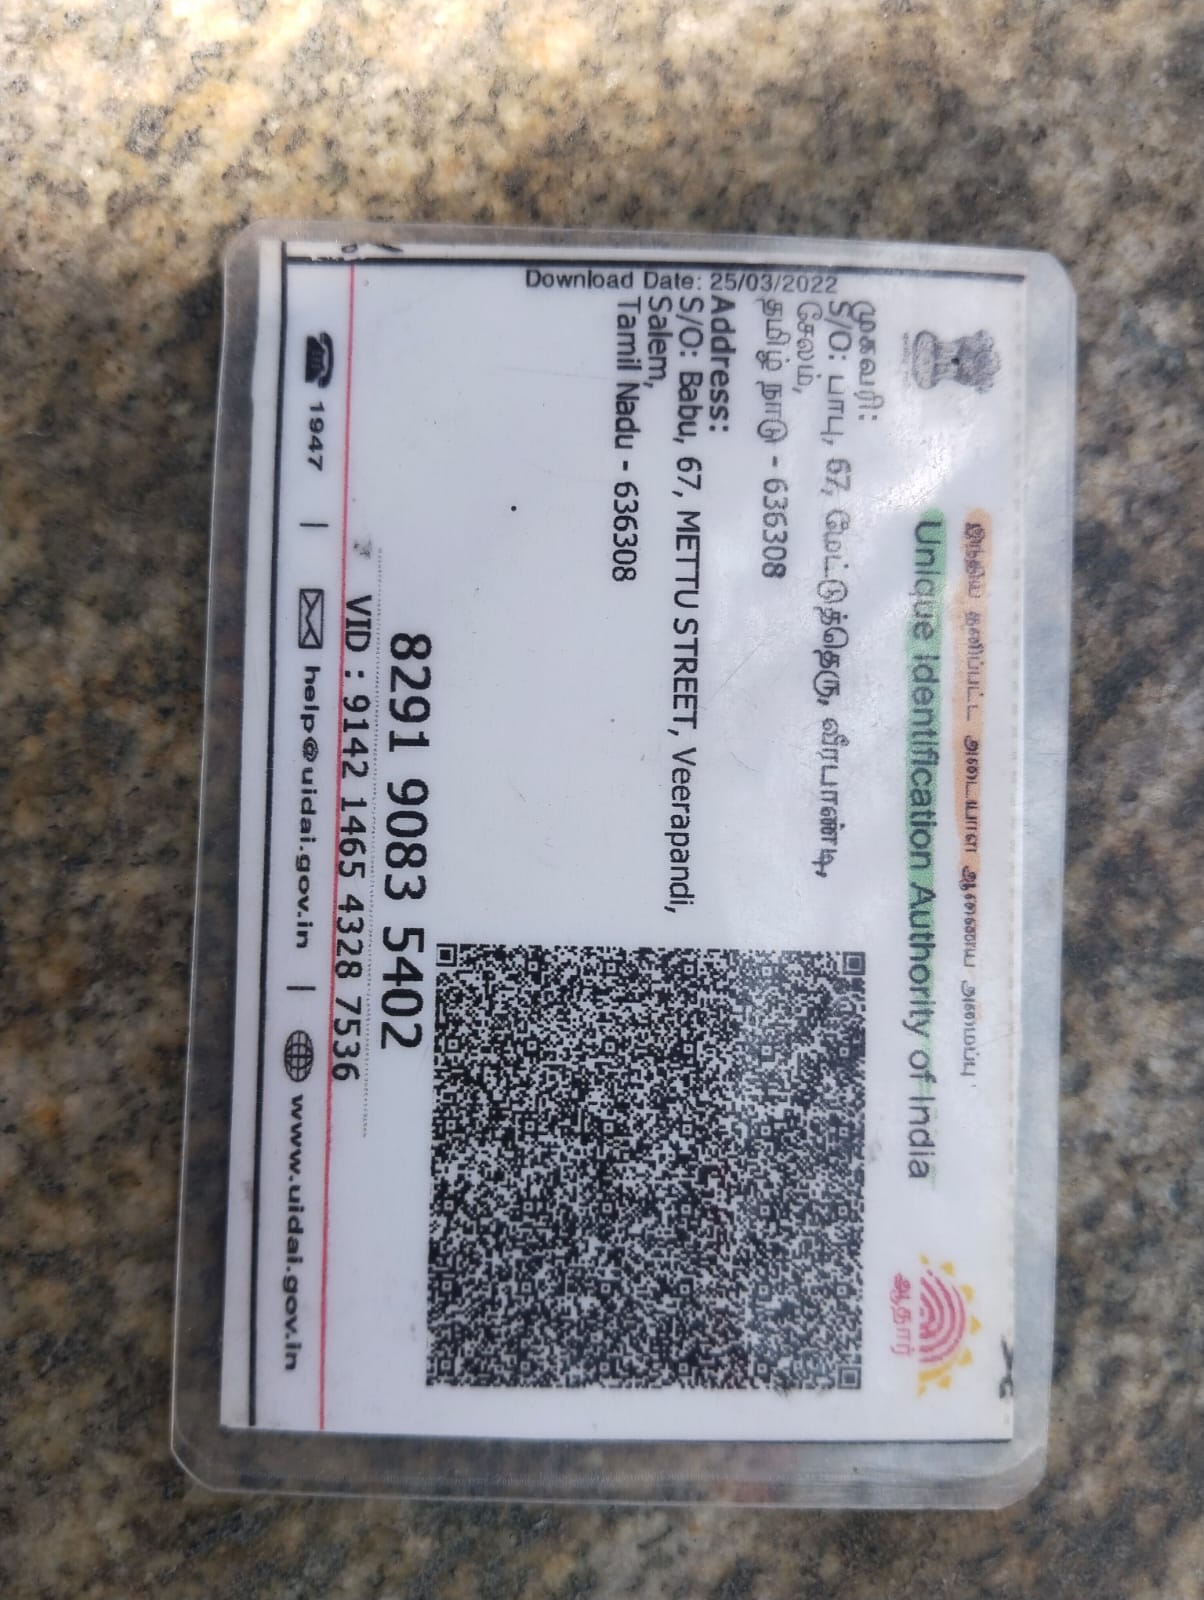 இந்திய தனிப்பட்ட அடையாள ஆணைய அமைப்பு
Unique Identification Authority of India
ஆதார்
Download Date: 25/03/2022
முகவரி:
S/O: பாபு, 67, மேட்டுத்தெரு, வீரபாண்டி,
சேலம்,
தமிழ் நாடு - 636308
Address:
S/O: Babu, 67, METTU STREET, Veerapandi,
Salem,
Tamil Nadu - 636308
8291 9083 5402
VID : 9142 1465 4328 7536
1947 | help@uidai.gov.in | www.uidai.gov.in